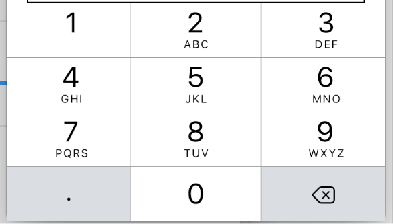 1 2 3
ABC DEF
4 5 6
GHI JKL MNO
7 8 9
PQRS TUV WXYZ
. 0